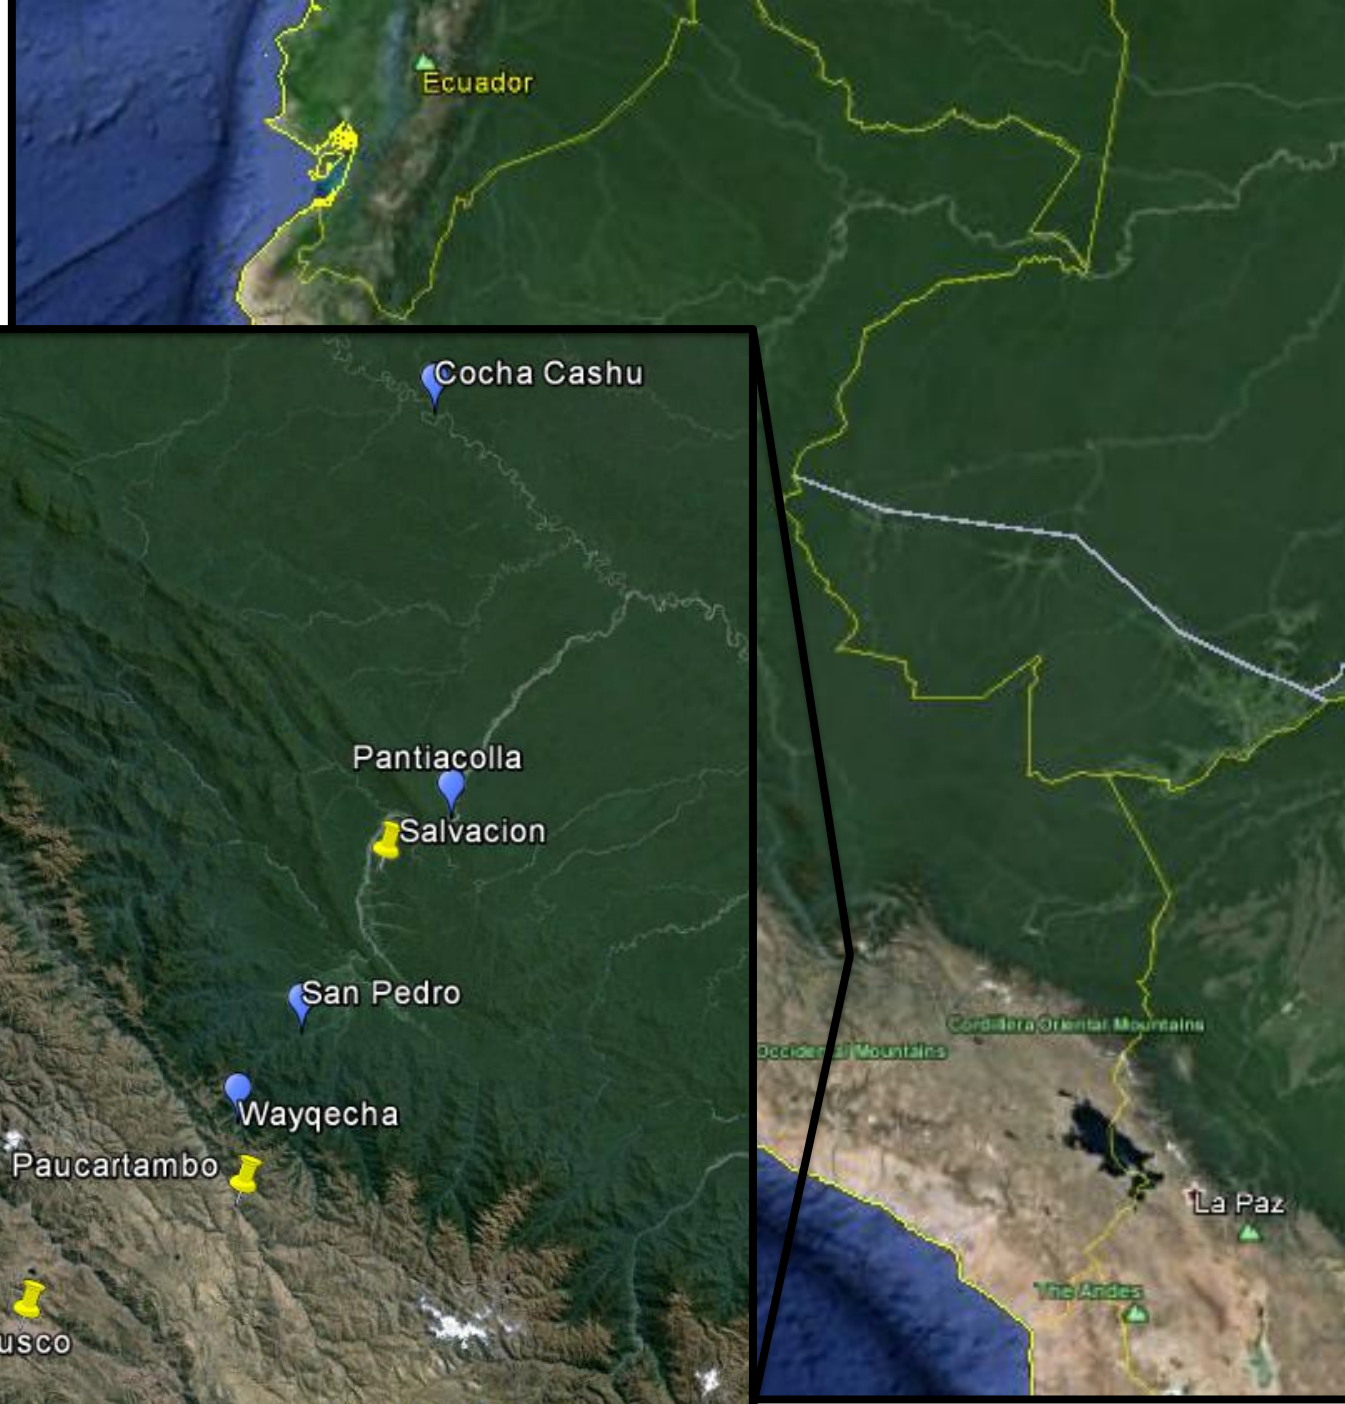 Ecuador
Cocha Cashu
Pantiacolla
Salvacion
San Pedro
Wayqecha
Paucartambo
usco
Cordillera Oriental Mountains
Occidental Mountains
La Paz
The Andes